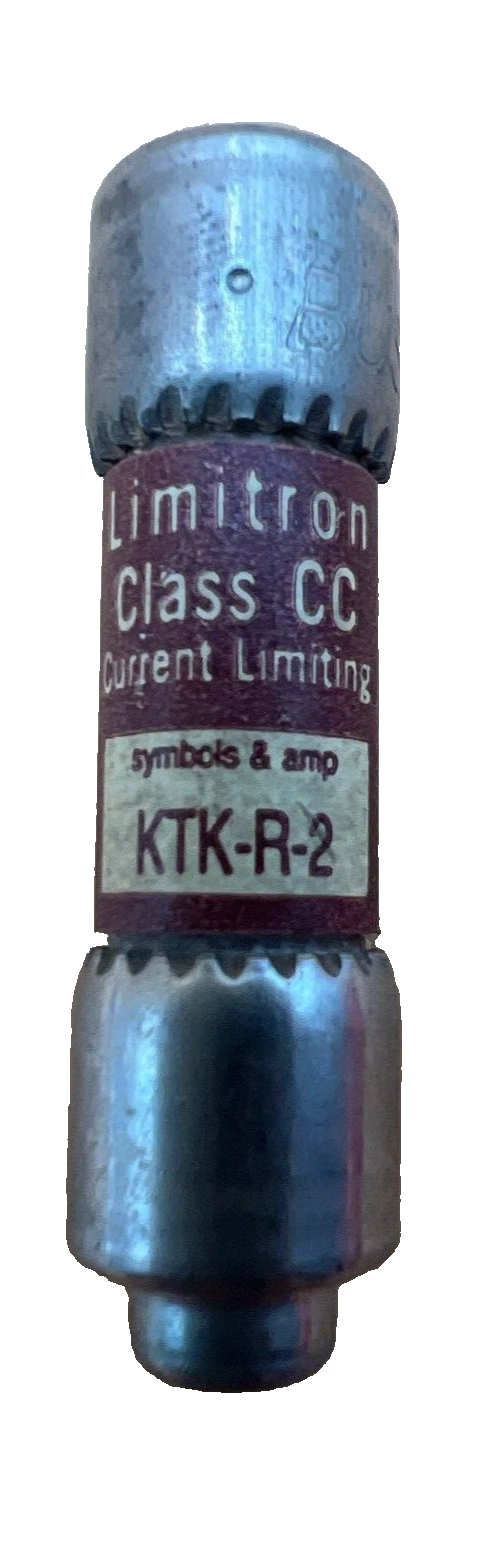 Limitron
Class CC
Current Limiting
symbols & amp
KTK-R-2